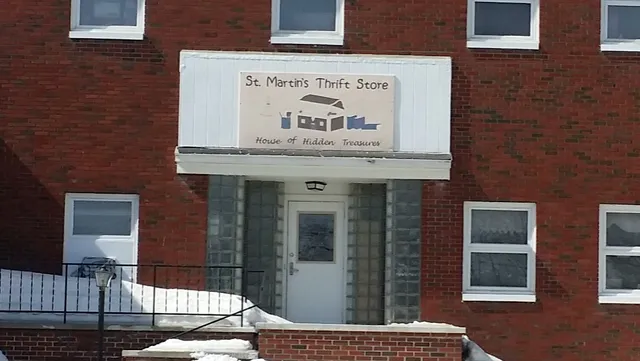 St. Martin's Thrift Store
House of Hidden Treasures